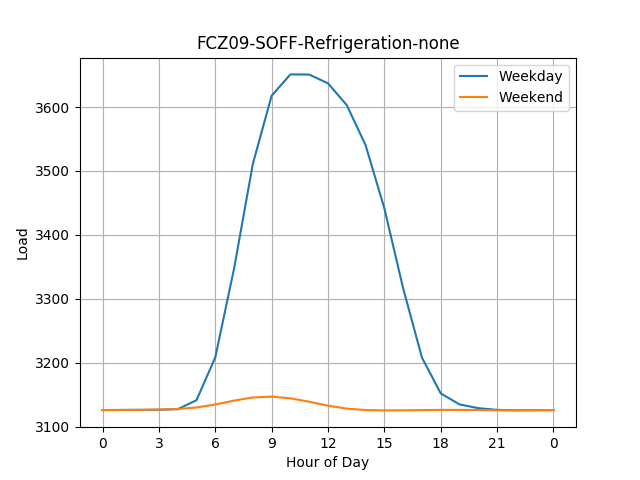 FCZ09-SOFF-Refrigeration-none
Weekday
Weekend
3600
3500
3400
3300
3200
3100
Load
0 3 6 9 12 15 18 21 0
Hour of Day